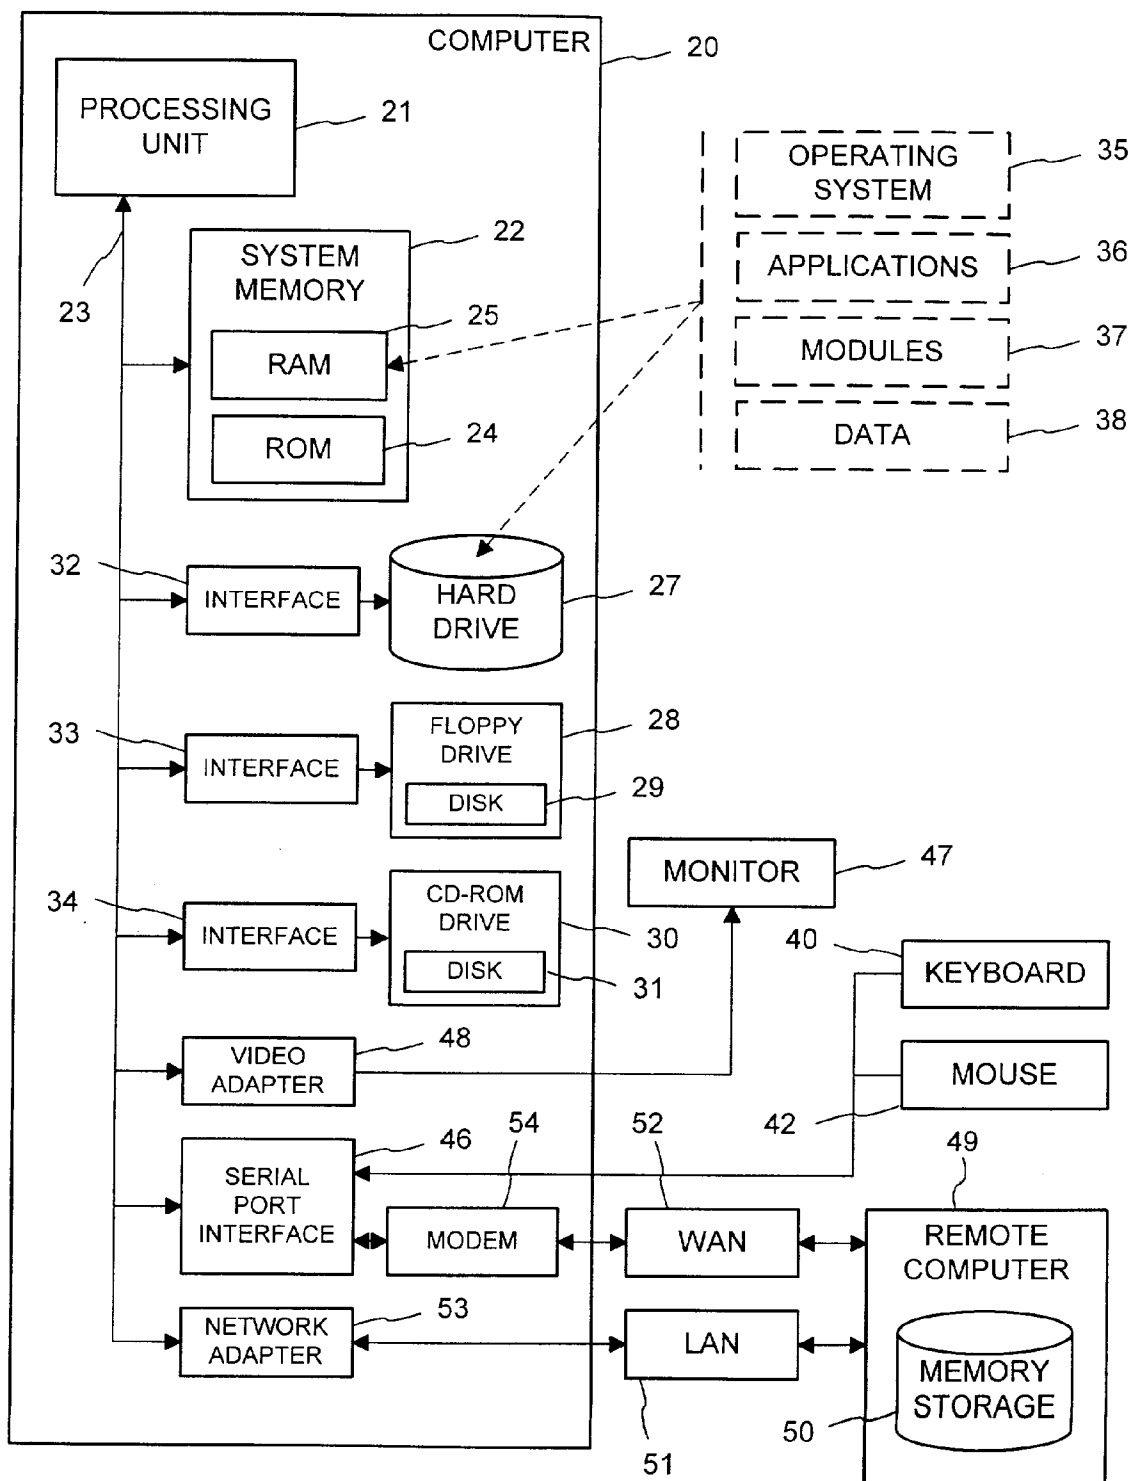 COMPUTER
20
PROCESSING
UNIT
21
OPERATING
SYSTEM
35
23
SYSTEM
MEMORY
22
APPLICATIONS
36
RAM
25
MODULES
37
ROM
24
DATA
38
32
INTERFACE
HARD
DRIVE
27
33
INTERFACE
FLOPPY
DRIVE
28
DISK
29
MONITOR
47
34
INTERFACE
CD-ROM
DRIVE
30
DISK
31
40
KEYBOARD
VIDEO
ADAPTER
48
MOUSE
42
46
SERIAL
PORT
INTERFACE
54
MODEM
52
WAN
49
REMOTE
COMPUTER
53
NETWORK
ADAPTER
LAN
51
MEMORY
STORAGE
50